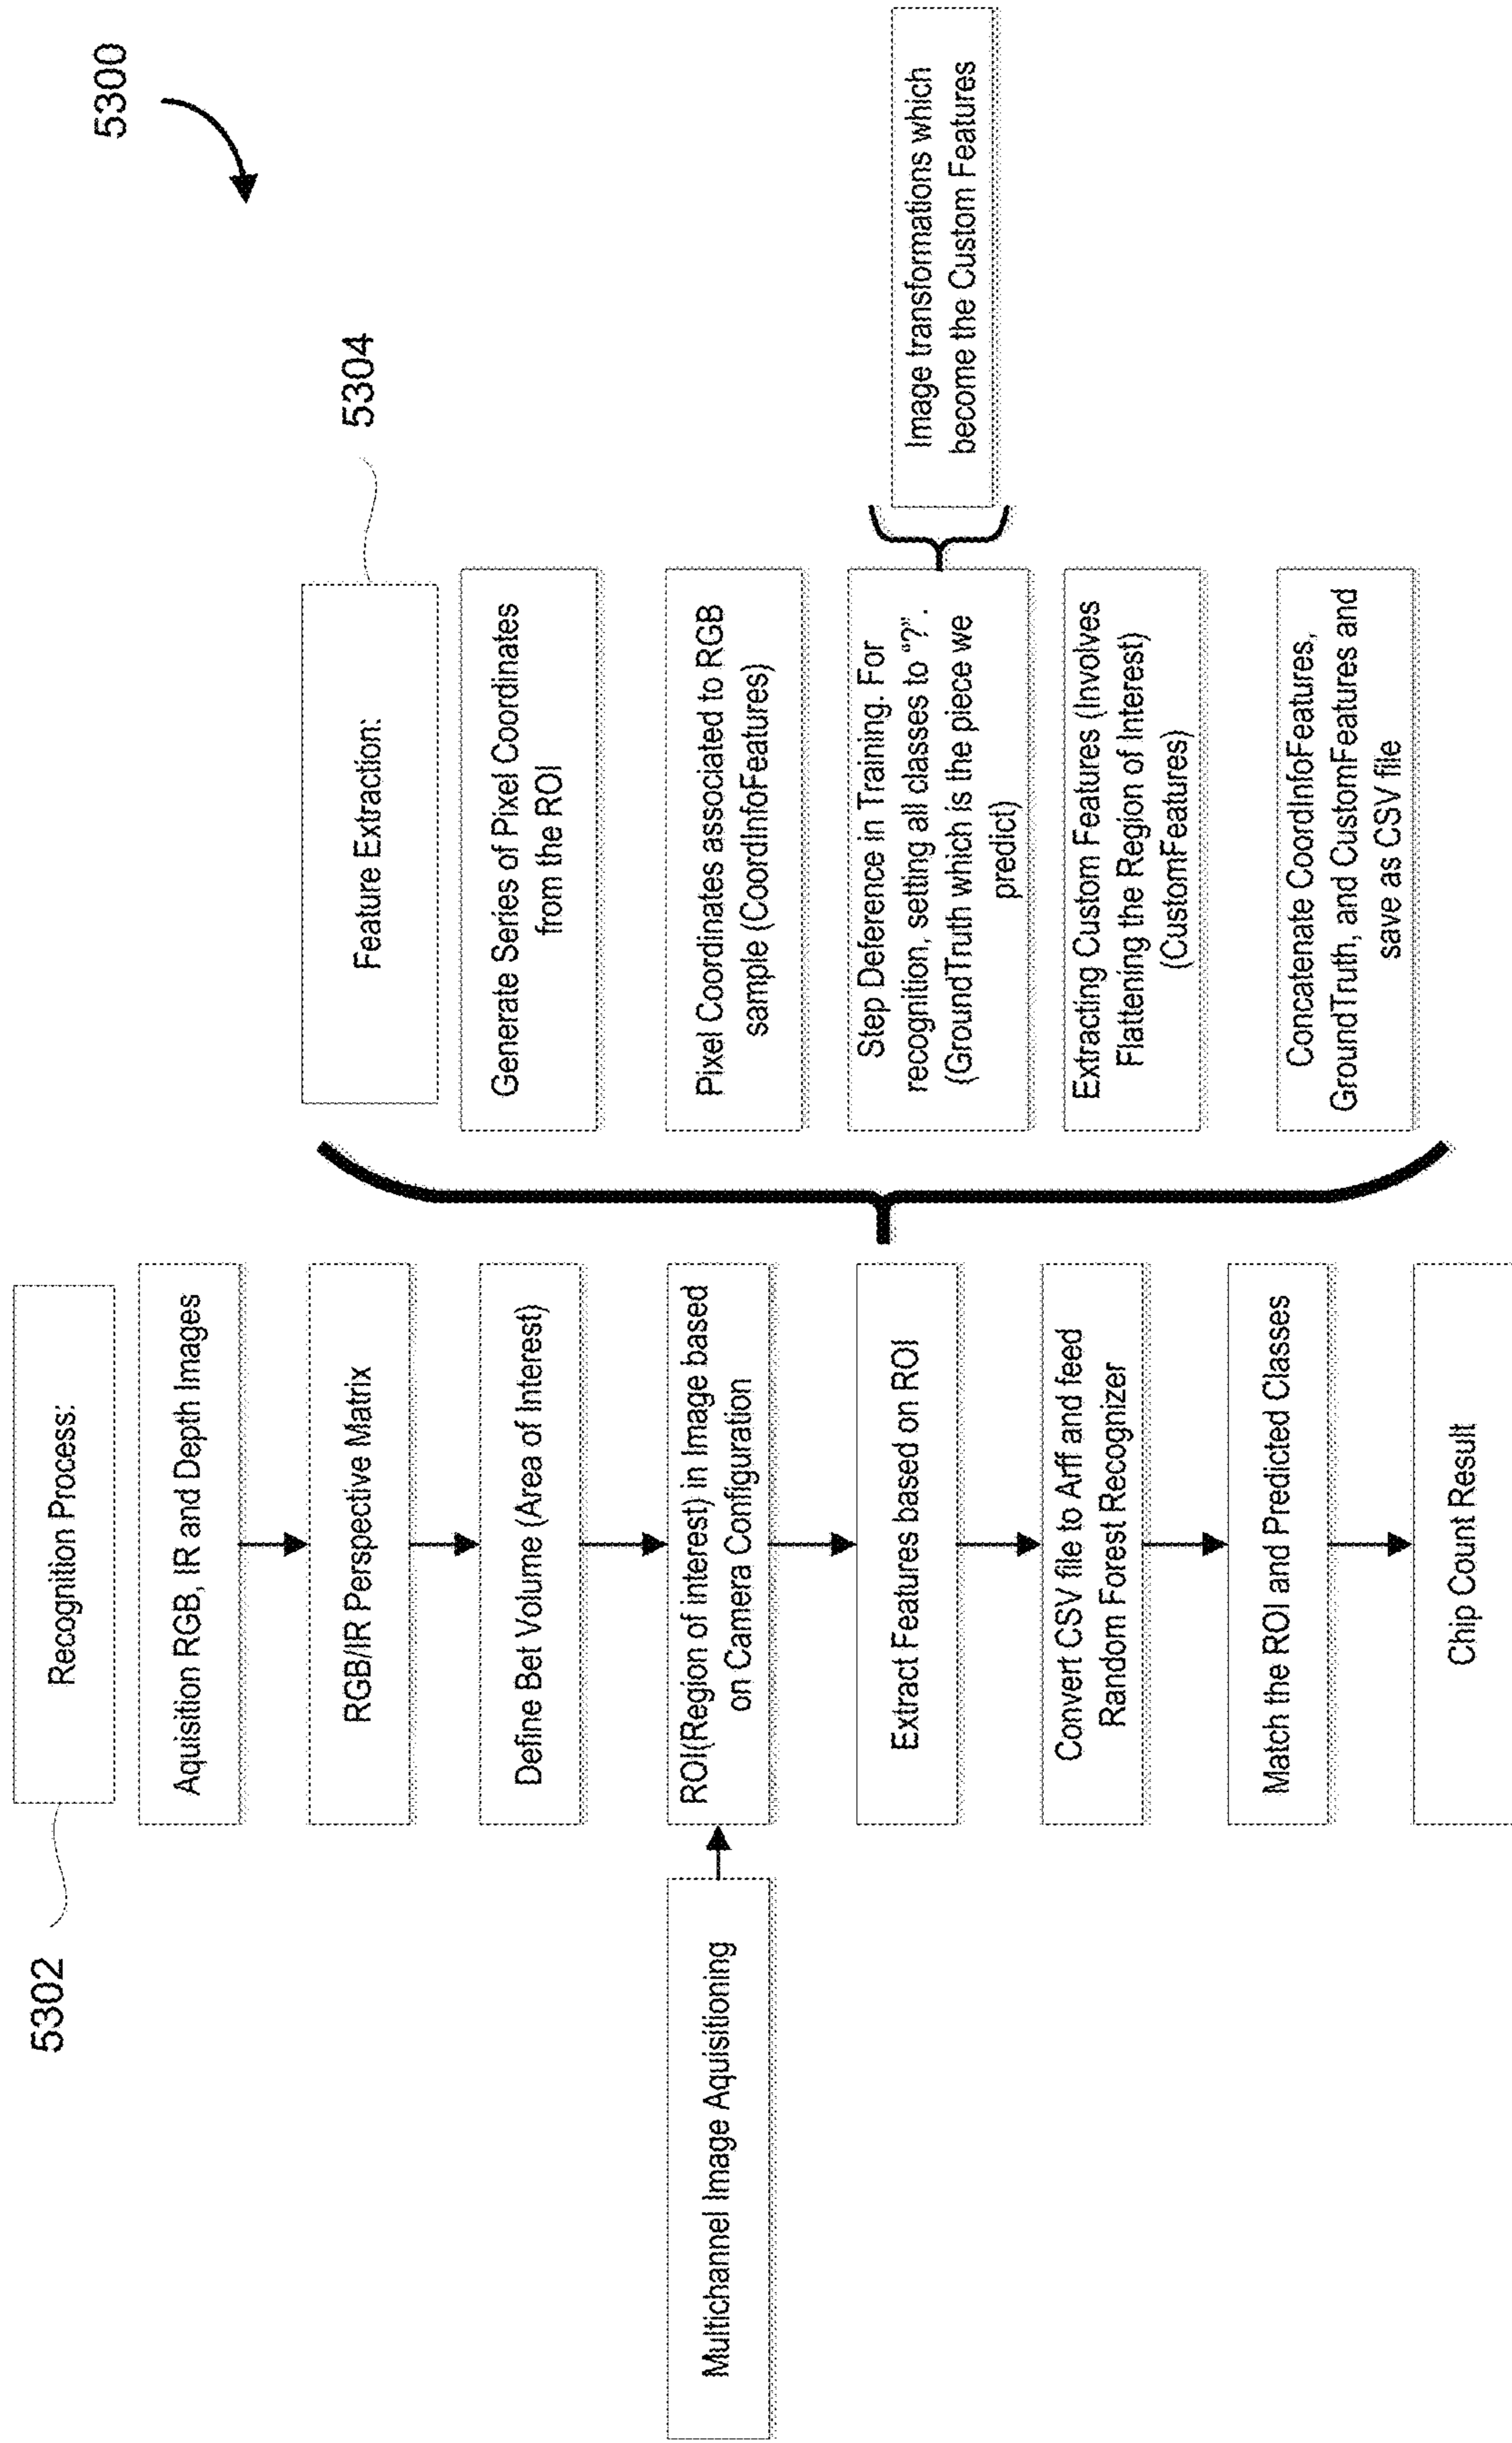 5300
5302
Recognition Process:
Aquisition RGB, IR and Depth Images
RGB/IR Perspective Matrix
Define Bet Volume (Area of Interest)
Multichannel Image Aquisitioning
ROI(Region of interest) in Image based
on Camera Configuration
Extract Features based on ROI
Convert CSV file to Arff and feed
Random Forest Recognizer
Match the ROI and Predicted Classes
Chip Count Result
5304
Feature Extraction:
Generate Series of Pixel Coordinates
from the ROI
Pixel Coordinates associated to RGB
sample (CoordInfoFeatures)
Step Deference in Training. For
recognition, setting all classes to "?".
(GroundTruth which is the piece we
predict)
Image transformations which
become the Custom Features
Extracting Custom Features (Involves
Flattening the Region of Interest)
(CustomFeatures)
Concatenate CoordInfoFeatures,
GroundTruth, and CustomFeatures and
save as CSV file